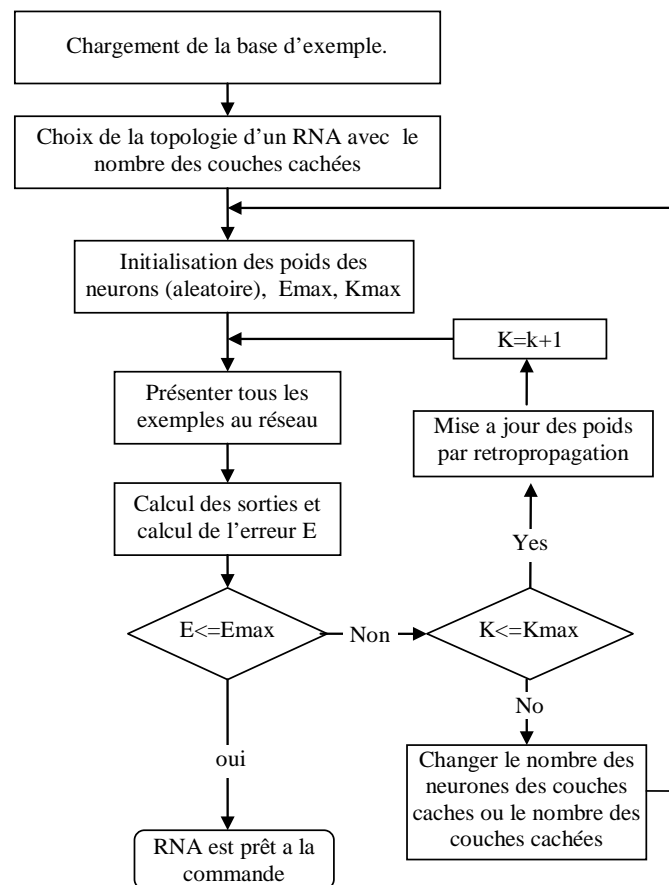 Chargement de la base d'exemple.
Choix de la topologie d'un RNA avec le
nombre des couches cachées
Initialisation des poids des
neurons (aleatoire), Emax, Kmax
K=k+1
Présenter tous les
exemples au réseau
Mise a jour des poids
par retropropagation
Calcul des sorties et
calcul de l'erreur E
Yes
E<=Emax
Non
K<=Kmax
No
oui
Changer le nombre des
neurones des couches
caches ou le nombre des
couches cachées
RNA est prêt a la
commande